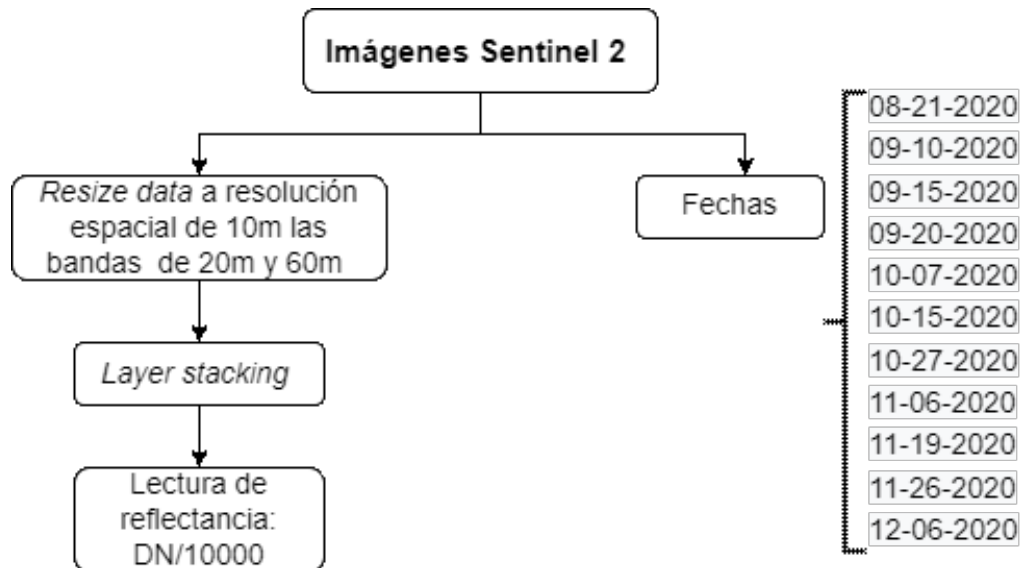 Imágenes Sentinel 2
Resize data a resolución
espacial de 10m las
bandas de 20m y 60m
Layer stacking
Lectura de
reflectancia:
DN/10000
Fechas
08-21-2020
09-10-2020
09-15-2020
09-20-2020
10-07-2020
10-15-2020
10-27-2020
11-06-2020
11-19-2020
11-26-2020
12-06-2020